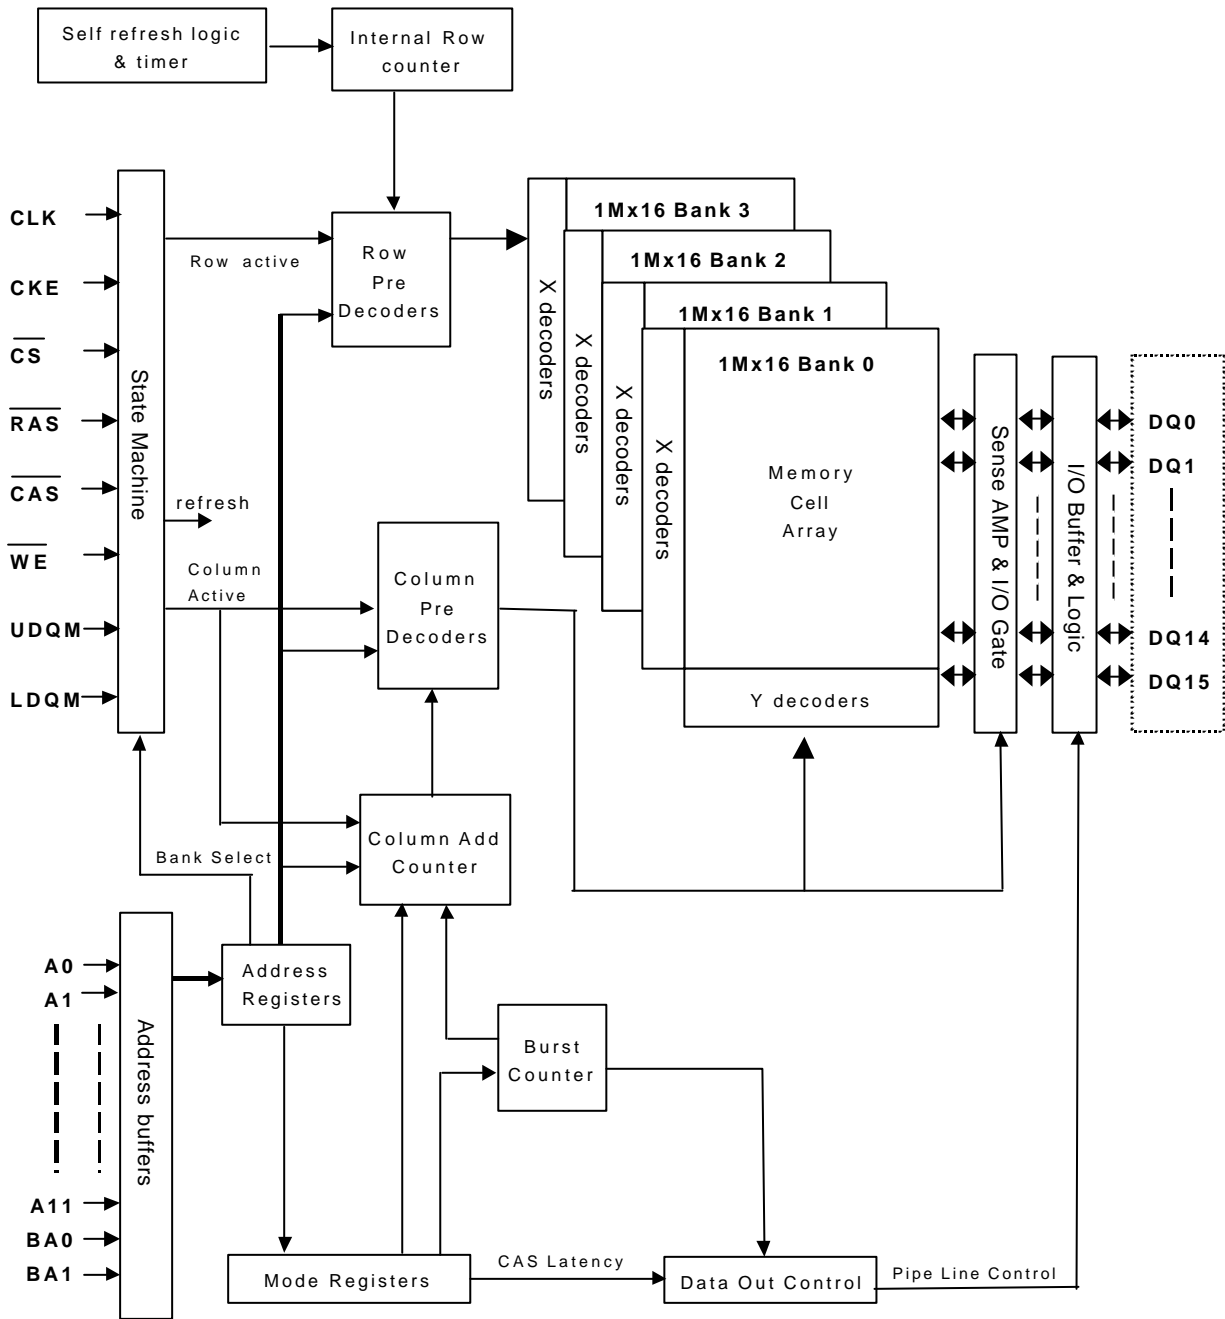 Self refresh logic
& timer
Internal Row
counter
CLK
CKE
CS
RAS
CAS
WE
UDQM
LDQM
State Machine
Row active
refresh
Column
Active
Bank Select
Row
Pre
Decoders
Column
Pre
Decoders
Column Add
Counter
X decoders
X decoders
X decoders
X decoders
1Mx16 Bank 3
1Mx16 Bank 2
1Mx16 Bank 1
1Mx16 Bank 0
Memory
Cell
Array
Y decoders
Sense AMP & I/O Gate
I/O Buffer & Logic
DQ0
DQ1
DQ14
DQ15
A0
A1
A11
BA0
BA1
Address buffers
Address
Registers
Burst
Counter
Mode Registers
CAS Latency
Data Out Control
Pipe Line Control